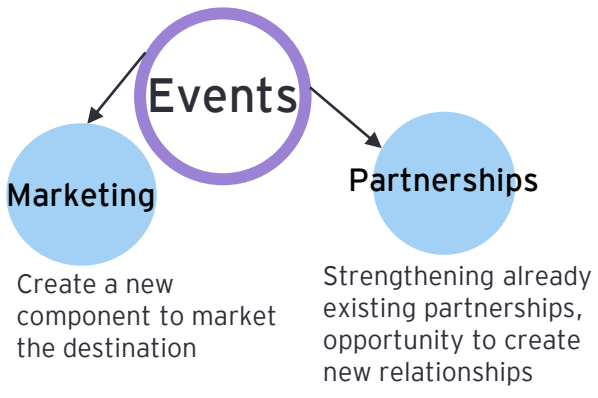 Events
Marketing
Partnerships
Create a new
component to market
the destination
Strengthening already
existing partnerships,
opportunity to create
new relationships